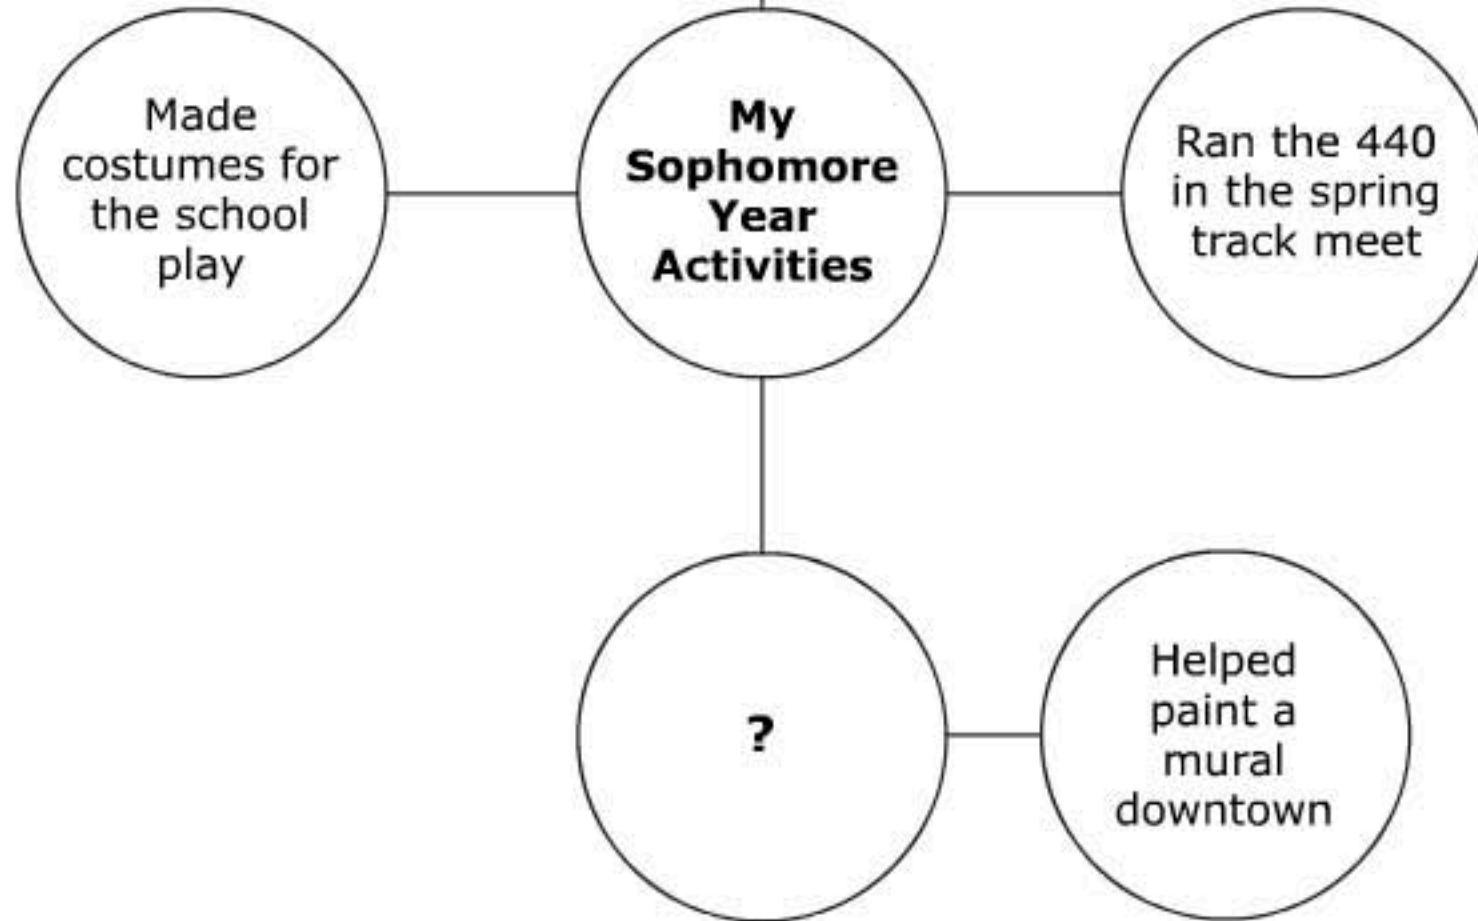 Made
costumes for
the school
play
My
Sophomore
Year
Activities
Ran the 440
in the spring
track meet
?
Helped
paint a
mural
downtown